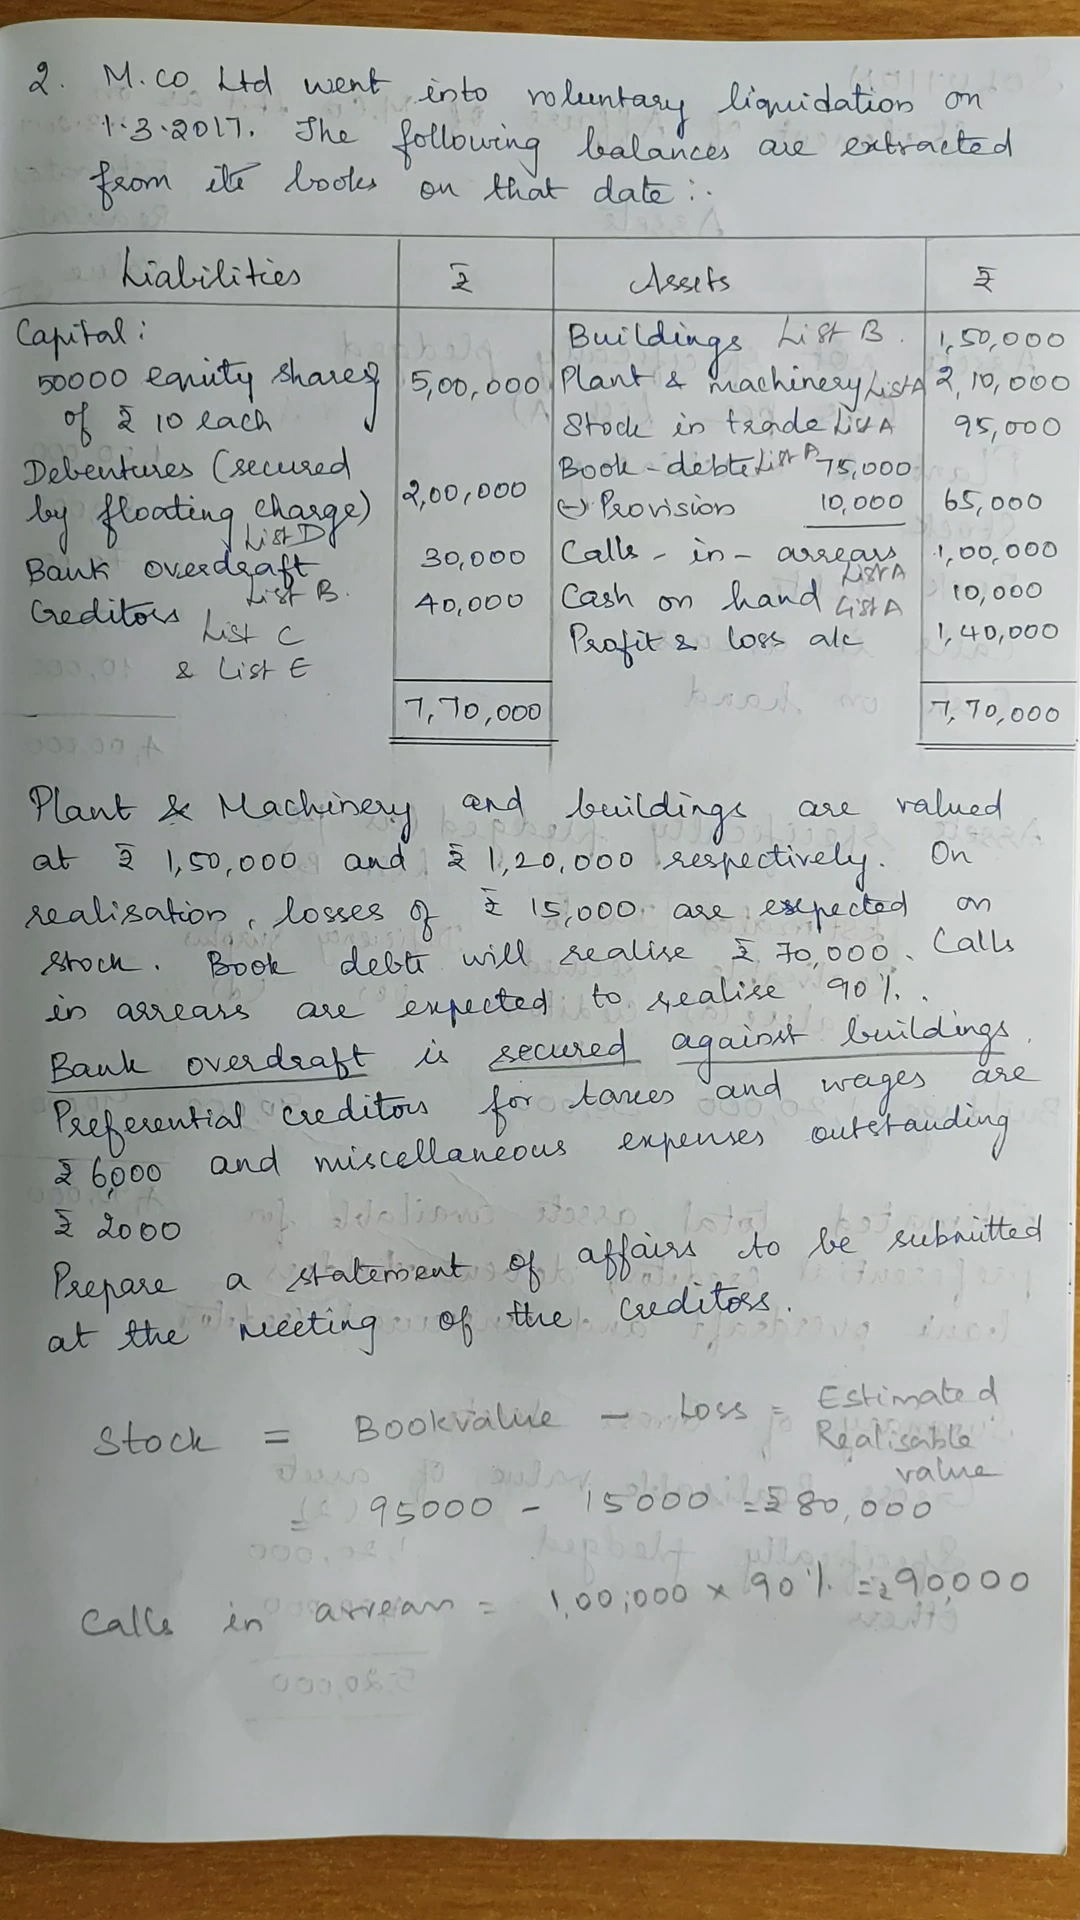 2. M. Co Ltd went into voluntary liquidation on
1.3.2017. The following balances are extracted
from its books on that date :.
Liabilities ₹ Assets ₹
Capital: Buildings List B. 1,50,000
50000 equity shares 5,00,000 Plant & machinery List A 2,10,000
of ₹ 10 each Stock in trade List A 95,000
Debentures (secured Book-debts List A 75,000
by floating charge) 2,00,000 (-) Provision 10,000 65,000
List D
Bank overdraft 30,000 Calls-in-arrears 1,00,000
List B. List A
Creditors 40,000 Cash on hand List A 10,000
List C Profit & loss a/c 1,40,000
& List E
7,70,000 7,70,000
Plant & Machinery and buildings are valued
at ₹ 1,50,000 and ₹ 1,20,000 respectively. On
realisation, losses of ₹ 15,000 are expected on
stock. Book debts will realise ₹ 70,000. Calls
in arrears are expected to realise 90%.
Bank overdraft is secured against buildings.
Preferential creditors for taxes and wages are
₹ 6,000 and miscellaneous expenses outstanding
₹ 2000
Prepare a statement of affairs to be submitted
at the meeting of the creditors.
Stock = Bookvalue - Loss = Estimated
Realisable
value
= 95000 - 15000 = ₹ 80,000
Calls in arrears = 1,00,000 × 90% = ₹ 90,000